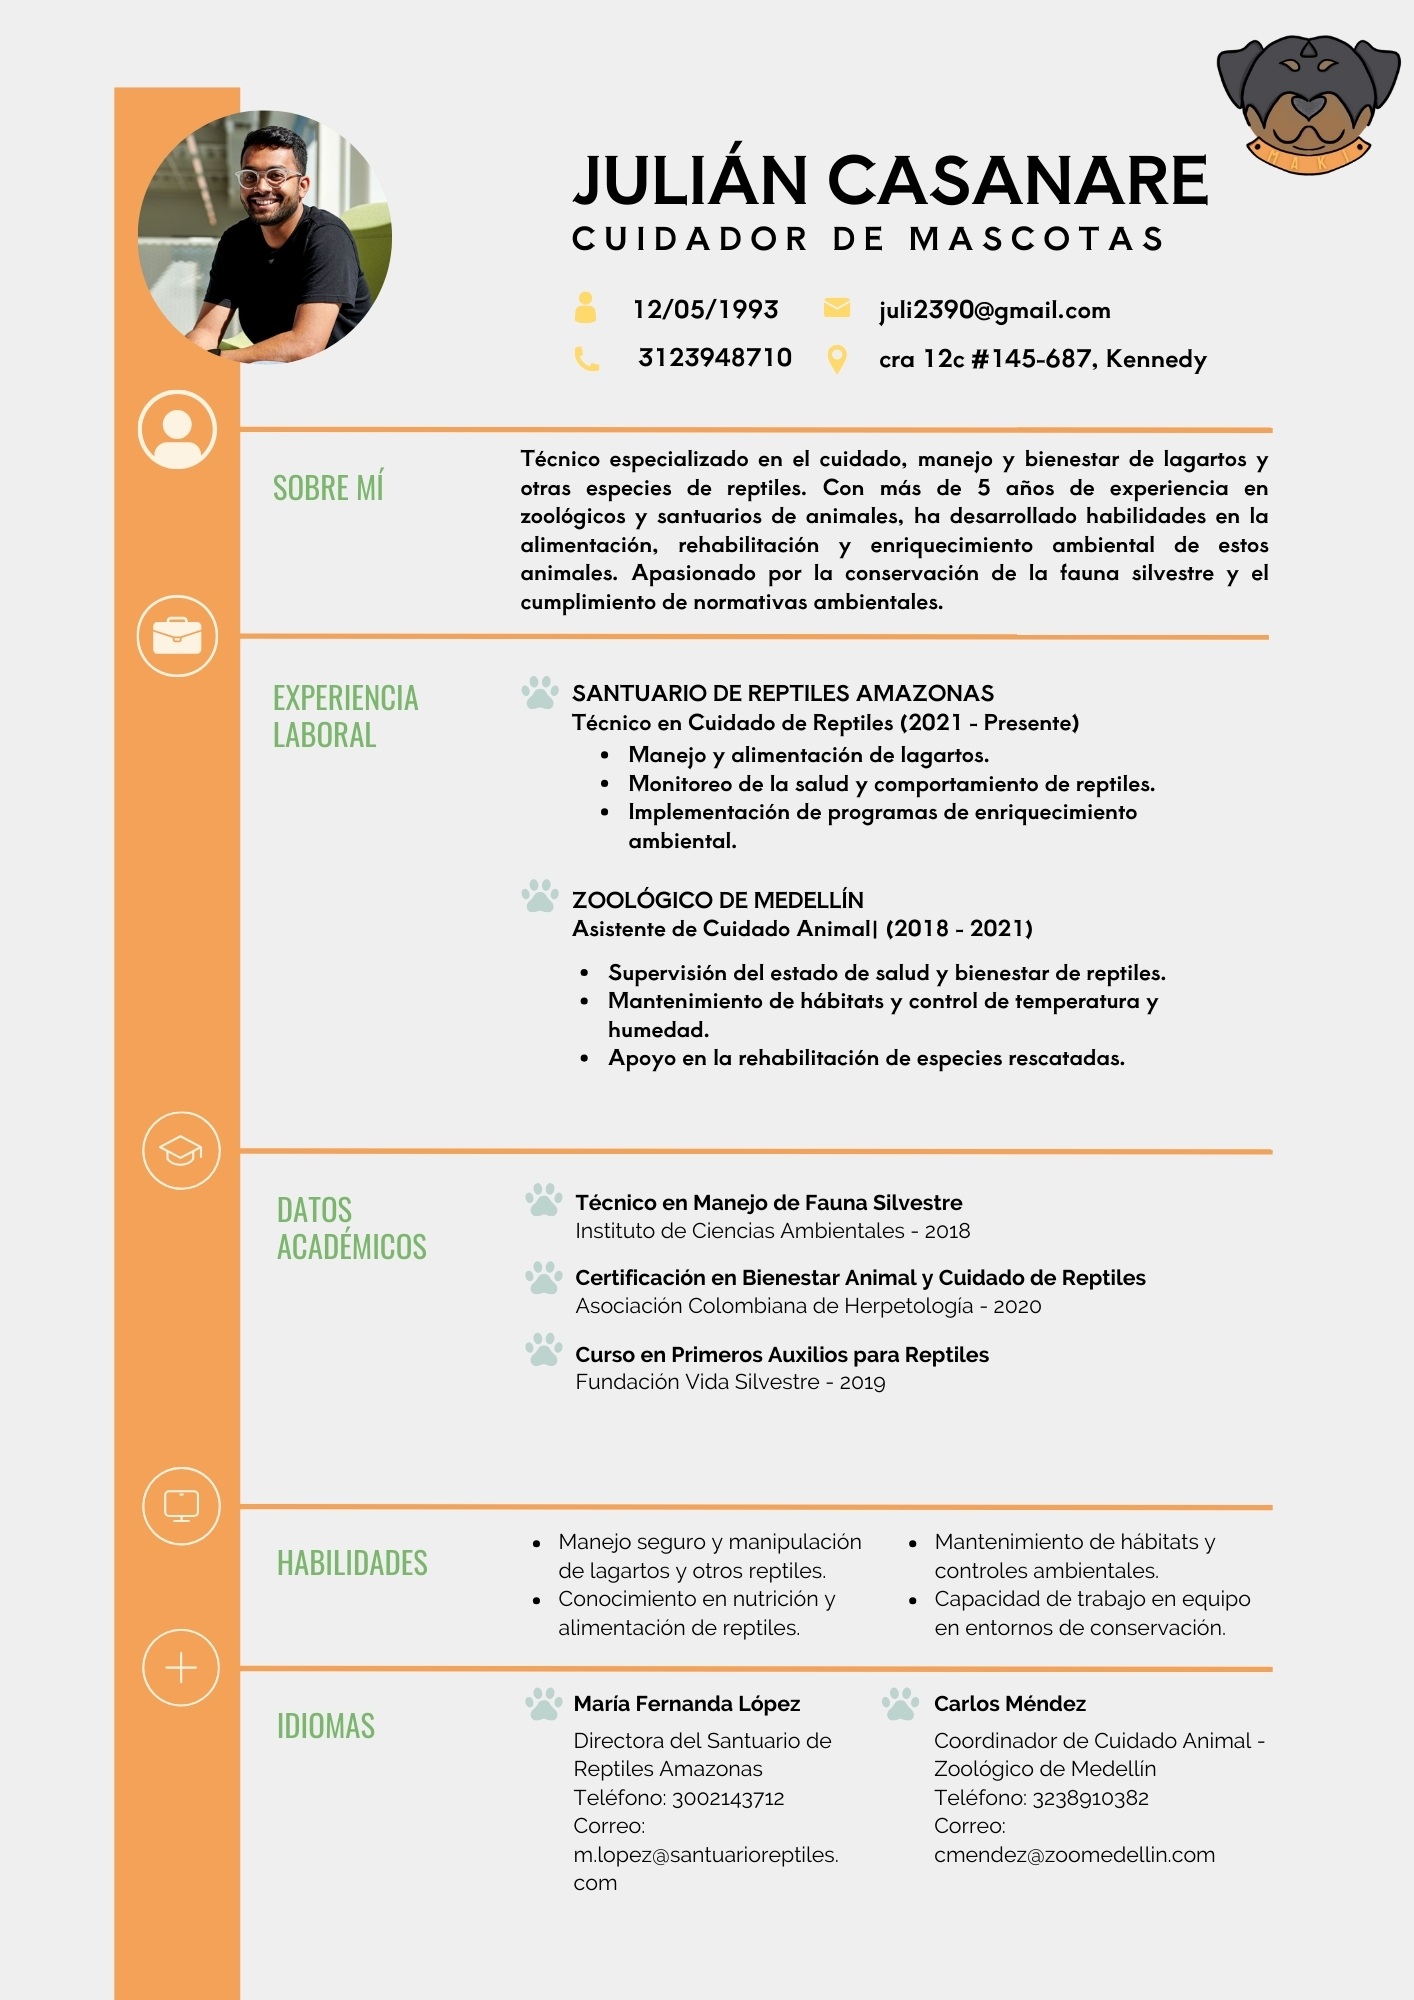 MAKI
JULIÁN CASANARE
CUIDADOR DE MASCOTAS
12/05/1993
juli2390@gmail.com
3123948710
cra 12c #145-687, Kennedy
SOBRE MÍ
Técnico especializado en el cuidado, manejo y bienestar de lagartos y
otras especies de reptiles. Con más de 5 años de experiencia en
zoológicos y santuarios de animales, ha desarrollado habilidades en la
alimentación, rehabilitación y enriquecimiento ambiental de estos
animales. Apasionado por la conservación de la fauna silvestre y el
cumplimiento de normativas ambientales.
EXPERIENCIA
LABORAL
SANTUARIO DE REPTILES AMAZONAS
Técnico en Cuidado de Reptiles (2021 - Presente)
• Manejo y alimentación de lagartos.
• Monitoreo de la salud y comportamiento de reptiles.
• Implementación de programas de enriquecimiento
ambiental.
ZOOLÓGICO DE MEDELLÍN
Asistente de Cuidado Animal| (2018 - 2021)
• Supervisión del estado de salud y bienestar de reptiles.
• Mantenimiento de hábitats y control de temperatura y
humedad.
• Apoyo en la rehabilitación de especies rescatadas.
DATOS
ACADÉMICOS
Técnico en Manejo de Fauna Silvestre
Instituto de Ciencias Ambientales - 2018
Certificación en Bienestar Animal y Cuidado de Reptiles
Asociación Colombiana de Herpetología - 2020
Curso en Primeros Auxilios para Reptiles
Fundación Vida Silvestre - 2019
HABILIDADES
• Manejo seguro y manipulación
de lagartos y otros reptiles.
• Conocimiento en nutrición y
alimentación de reptiles.
• Mantenimiento de hábitats y
controles ambientales.
• Capacidad de trabajo en equipo
en entornos de conservación.
IDIOMAS
María Fernanda López
Directora del Santuario de
Reptiles Amazonas
Teléfono: 3002143712
Correo:
m.lopez@santuarioreptiles.
com
Carlos Méndez
Coordinador de Cuidado Animal -
Zoológico de Medellín
Teléfono: 3238910382
Correo:
cmendez@zoomedellin.com